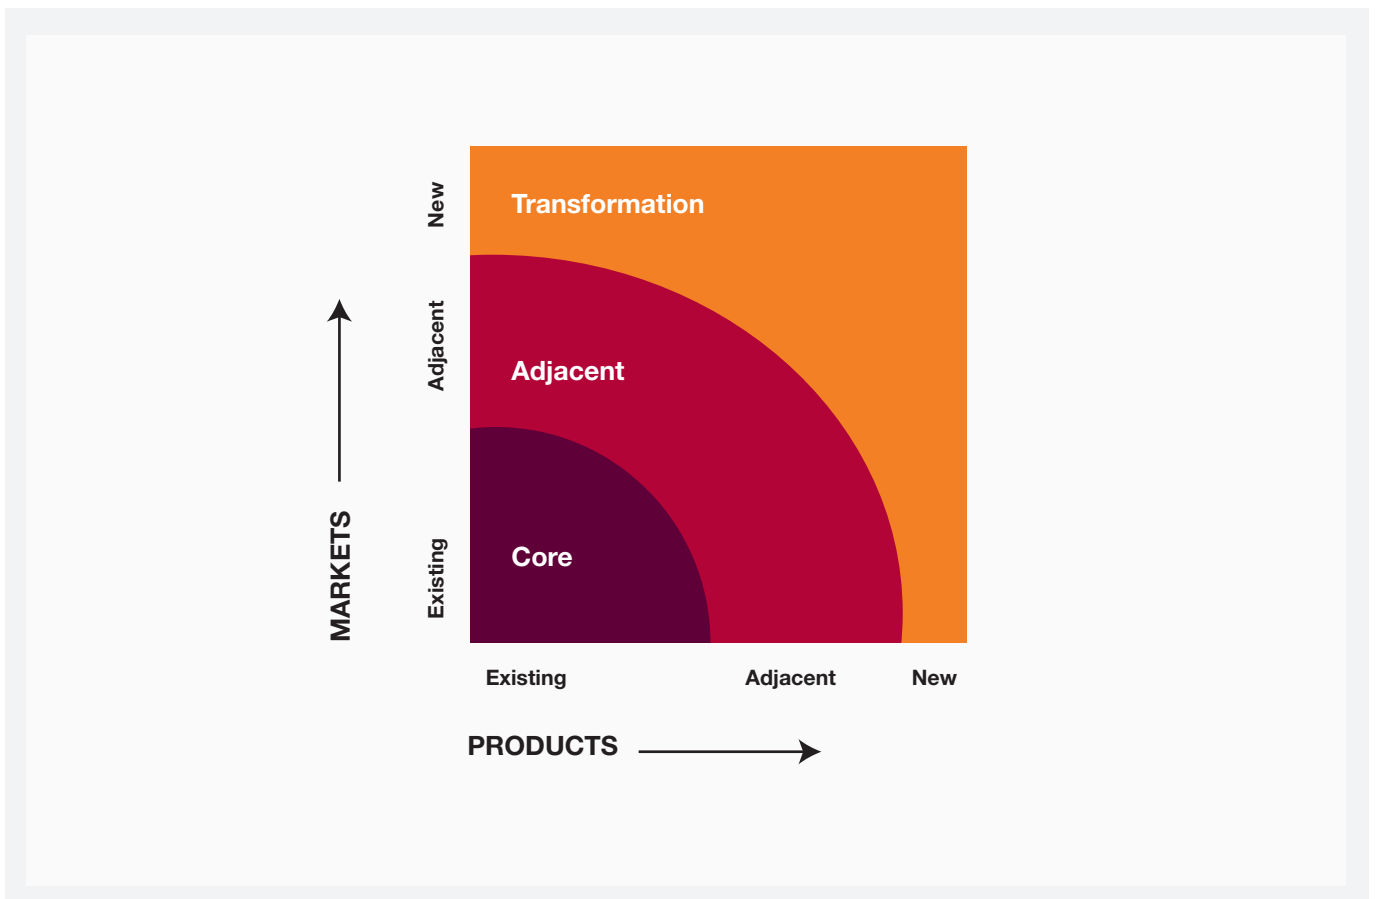 New
Transformation
Adjacent
Adjacent
MARKETS
Existing
Core
Existing
Adjacent
New
PRODUCTS